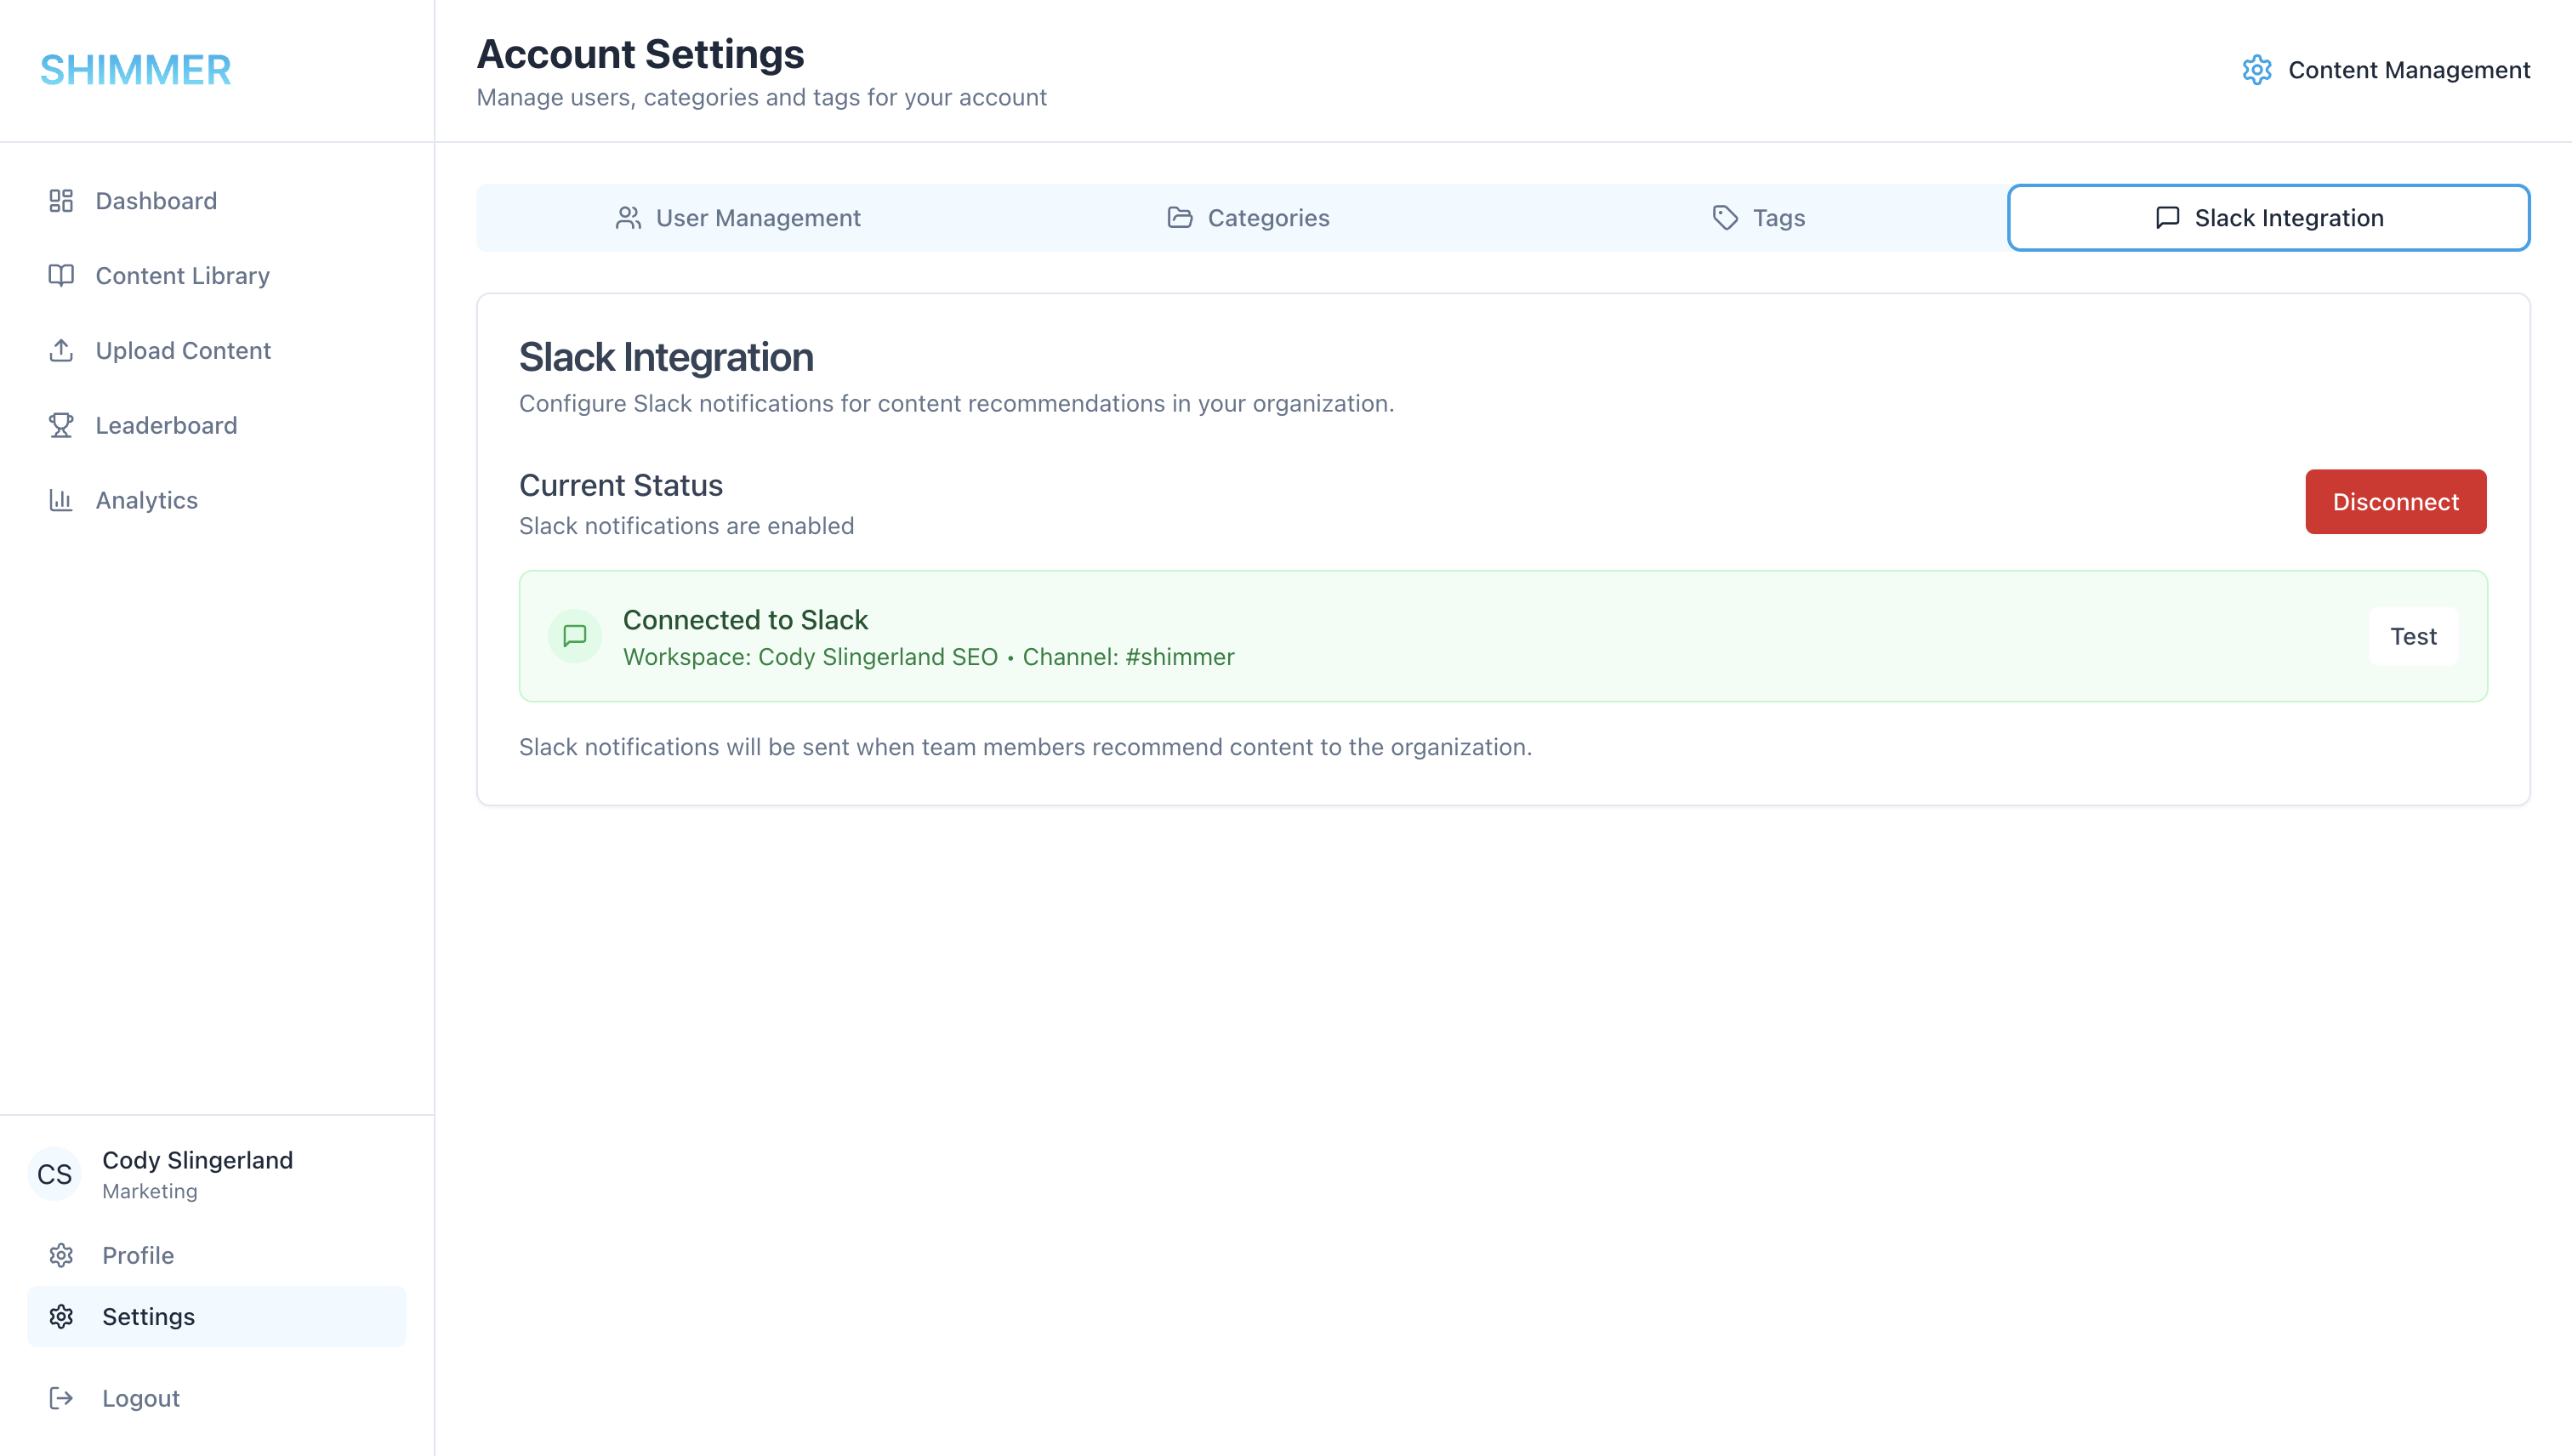 SHIMMER
Account Settings
Manage users, categories and tags for your account
Content Management
Dashboard
Content Library
Upload Content
Leaderboard
Analytics
User Management
Categories
Tags
Slack Integration
Slack Integration
Configure Slack notifications for content recommendations in your organization.
Current Status
Slack notifications are enabled
Disconnect
Connected to Slack
Workspace: Cody Slingerland SEO • Channel: #shimmer
Test
Slack notifications will be sent when team members recommend content to the organization.
CS
Cody Slingerland
Marketing
Profile
Settings
Logout